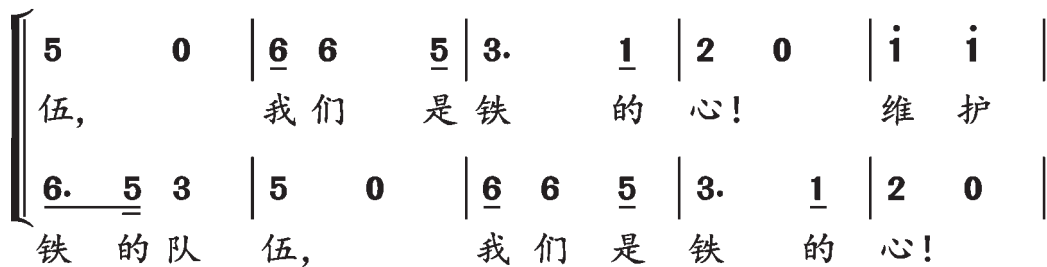 5 0 | 6 6 5 | 3. 1 | 2 0 | i i |
伍, 我们 是铁 的 心! 维 护
6. 5 3 | 5 0 | 6 6 5 | 3. 1 | 2 0 |
铁 的队 伍, 我们 是 铁 的 心!